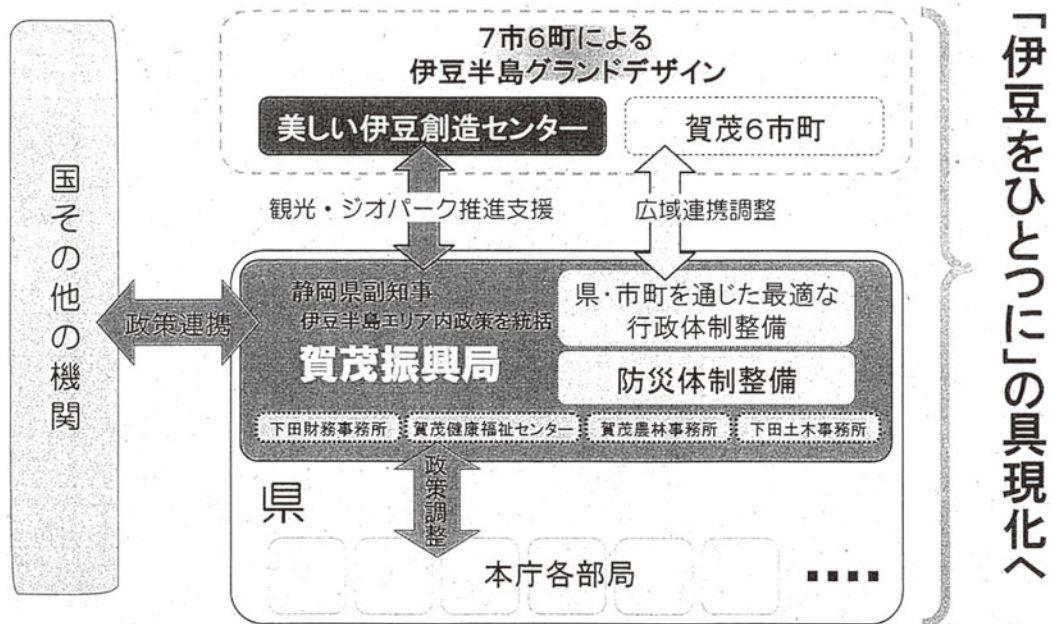 7市6町による
伊豆半島グランドデザイン
美しい伊豆創造センター
賀茂6市町
観光・ジオパーク推進支援
広域連携調整
国その他の機関
政策連携
静岡県副知事
伊豆半島エリア内政策を統括
賀茂振興局
県・市町を通じた最適な
行政体制整備
防災体制整備
下田財務事務所
賀茂健康福祉センター
賀茂農林事務所
下田土木事務所
政策調整
県
本庁各部局
「伊豆をひとつに」の具現化へ